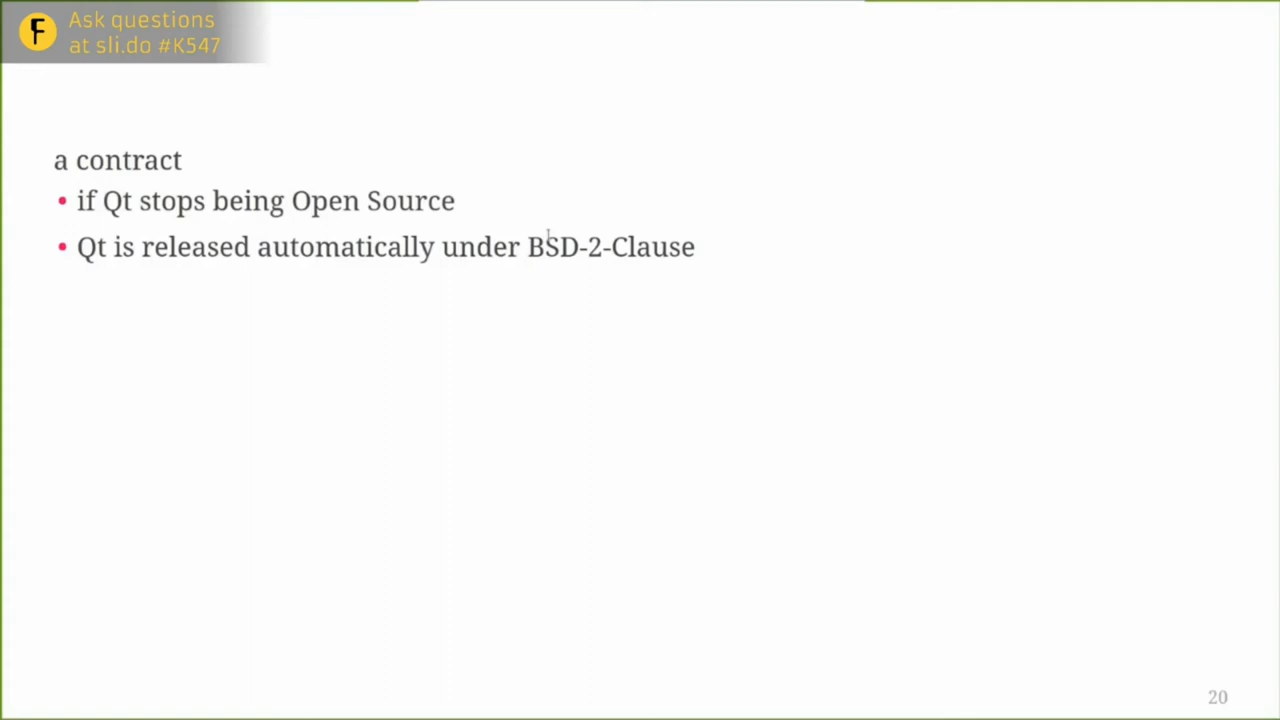 F
Ask questions
at sli.do #K547
a contract
• if Qt stops being Open Source
• Qt is released automatically under BSD-2-Clause
20